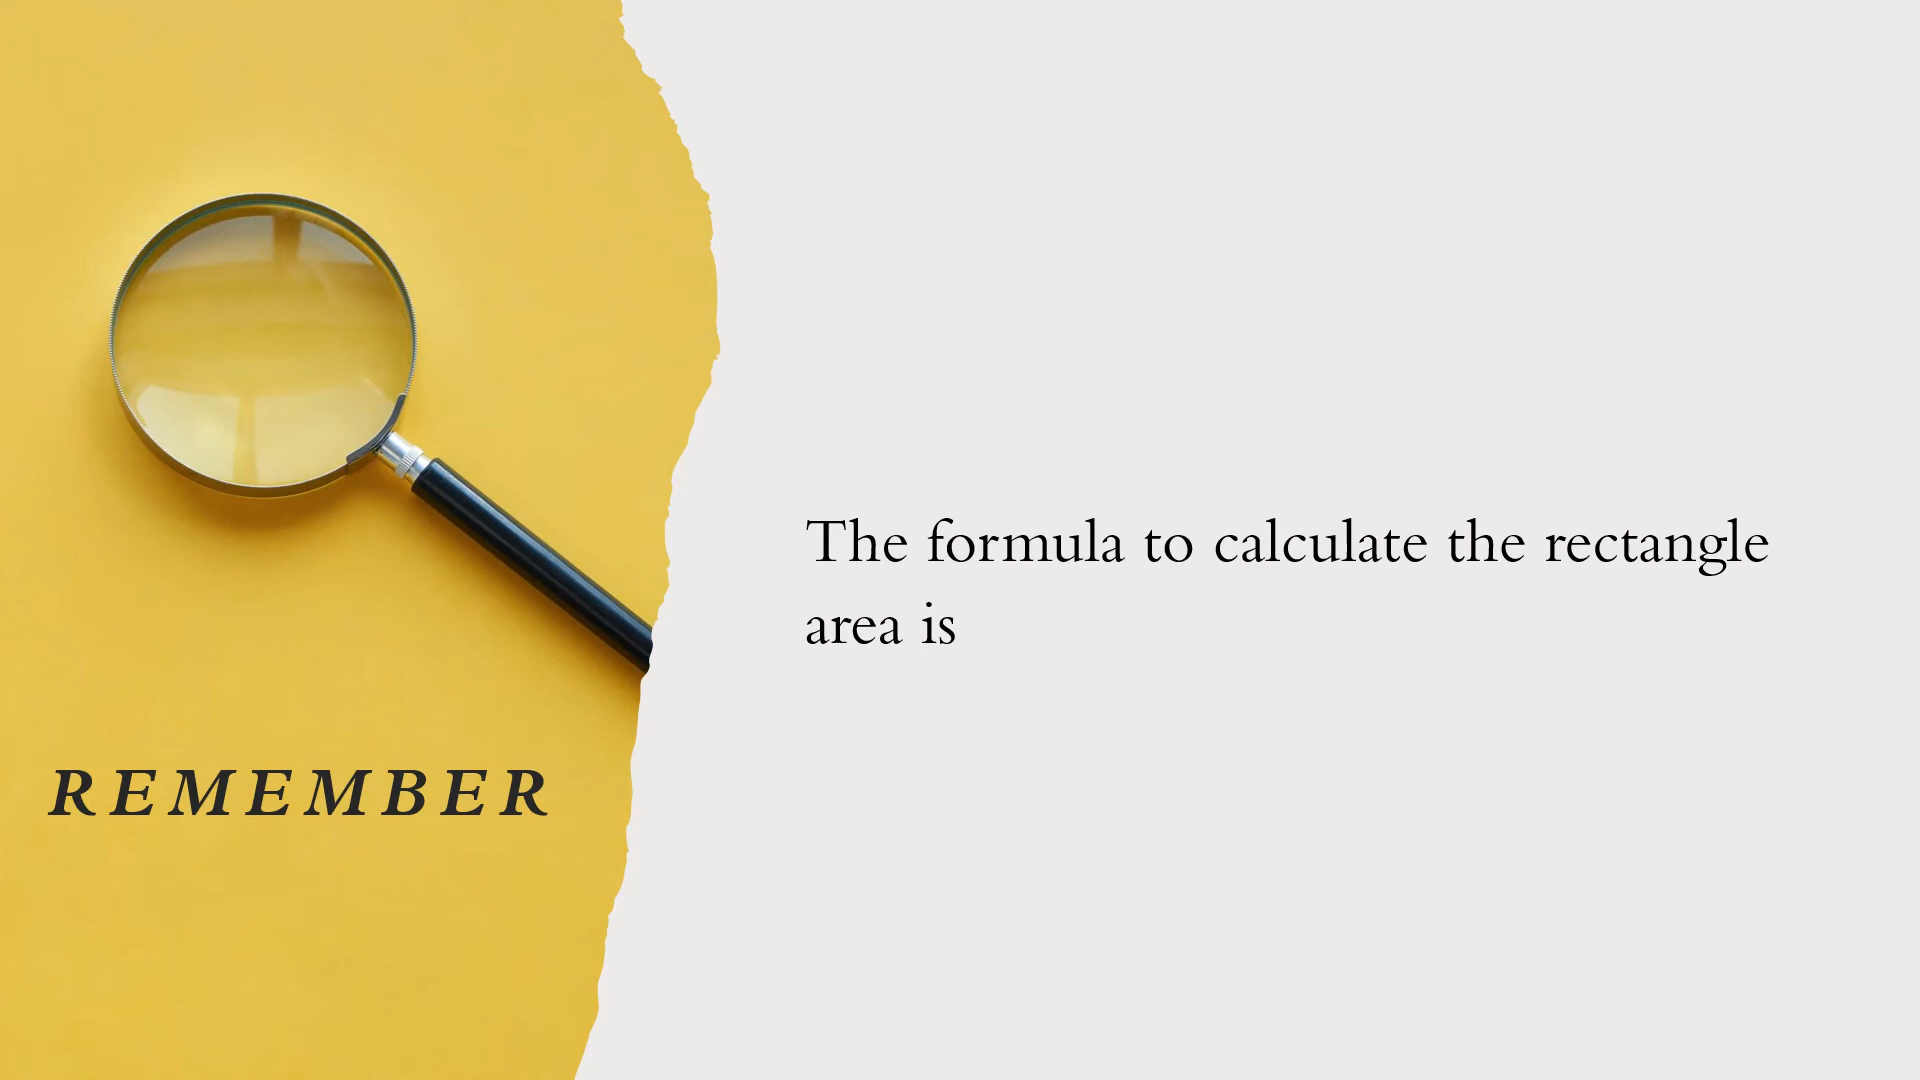 The formula to calculate the rectangle
area is
REMEMBER